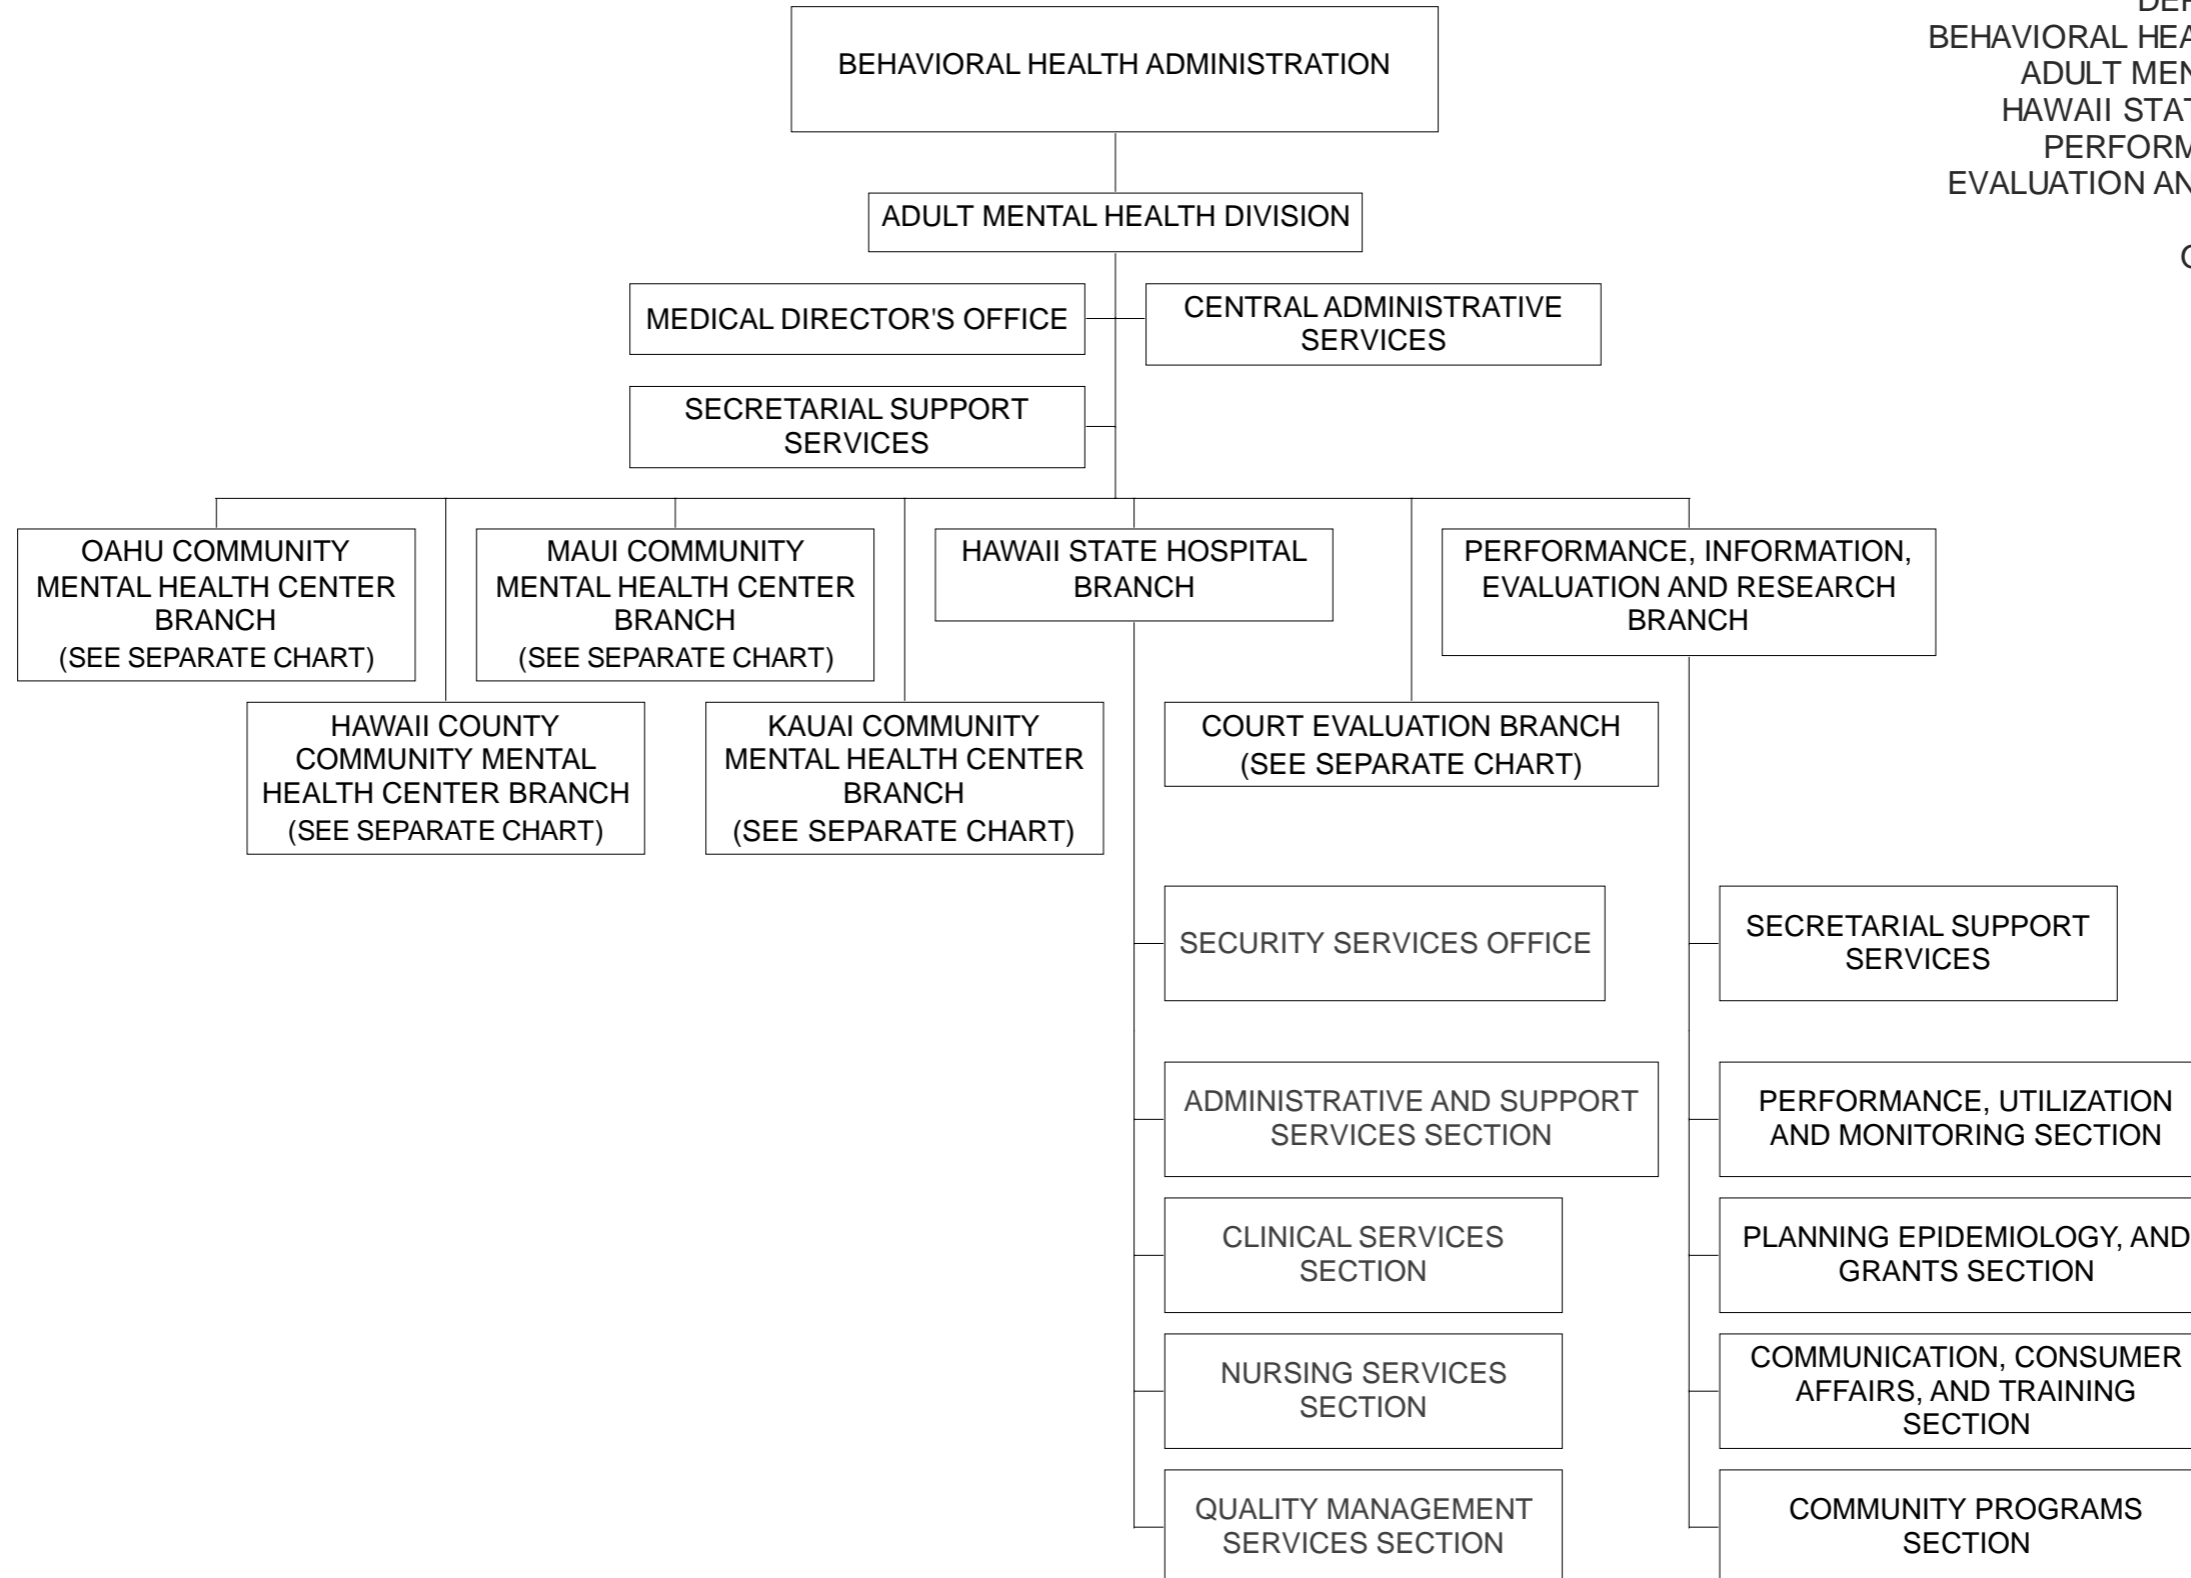 BEHAVIORAL HEALTH ADMINISTRATION
BEHAVIORAL
ADULT
HAWAII
EVALUATION
ADULT MENTAL HEALTH DIVISION
MEDICAL DIRECTOR'S OFFICE
CENTRAL ADMINISTRATIVE
SERVICES
SECRETARIAL SUPPORT
SERVICES
OAHU COMMUNITY
MENTAL HEALTH CENTER
BRANCH
(SEE SEPARATE CHART)
MAUI COMMUNITY
MENTAL HEALTH CENTER
BRANCH
(SEE SEPARATE CHART)
HAWAII STATE HOSPITAL
BRANCH
PERFORMANCE, INFORMATION,
EVALUATION AND RESEARCH
BRANCH
HAWAII COUNTY
COMMUNITY MENTAL
HEALTH CENTER BRANCH
(SEE SEPARATE CHART)
KAUAI COMMUNITY
MENTAL HEALTH CENTER
BRANCH
(SEE SEPARATE CHART)
COURT EVALUATION BRANCH
(SEE SEPARATE CHART)
SECURITY SERVICES OFFICE
ADMINISTRATIVE AND SUPPORT
SERVICES SECTION
CLINICAL SERVICES
SECTION
NURSING SERVICES
SECTION
QUALITY MANAGEMENT
SERVICES SECTION
SECRETARIAL SUPPORT
SERVICES
PERFORMANCE, UTILIZATION
AND MONITORING SECTION
PLANNING EPIDEMIOLOGY, AND
GRANTS SECTION
COMMUNICATION, CONSUMER
AFFAIRS, AND TRAINING
SECTION
COMMUNITY PROGRAMS
SECTION